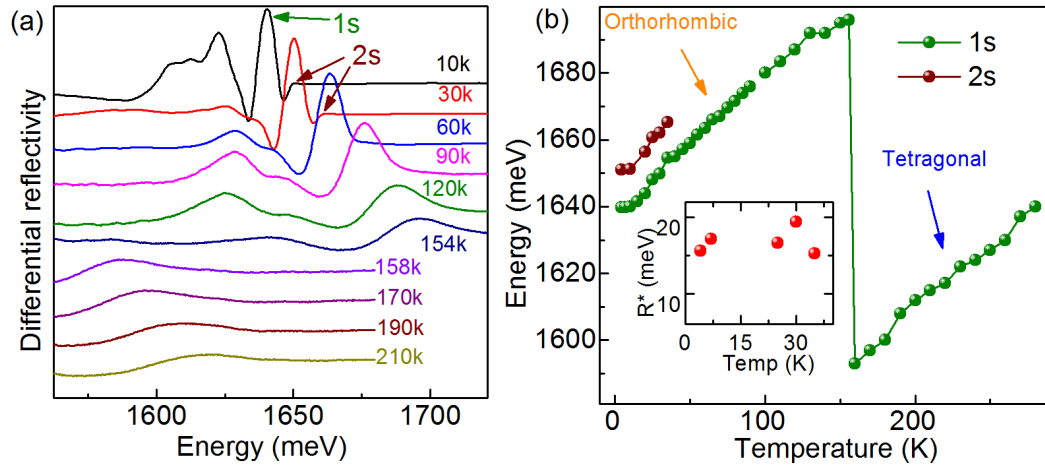 (a)
1s
2s
10k
30k
60k
90k
120k
154k
158k
170k
190k
210k
Differential reflectivity
1600
1650
1700
Energy (meV)
(b)
Orthorhombic
1s
2s
Tetragonal
1680
1660
1640
1620
1600
Energy (meV)
20
10
R* (meV)
0
15
30
Temp (K)
0
100
200
Temperature (K)